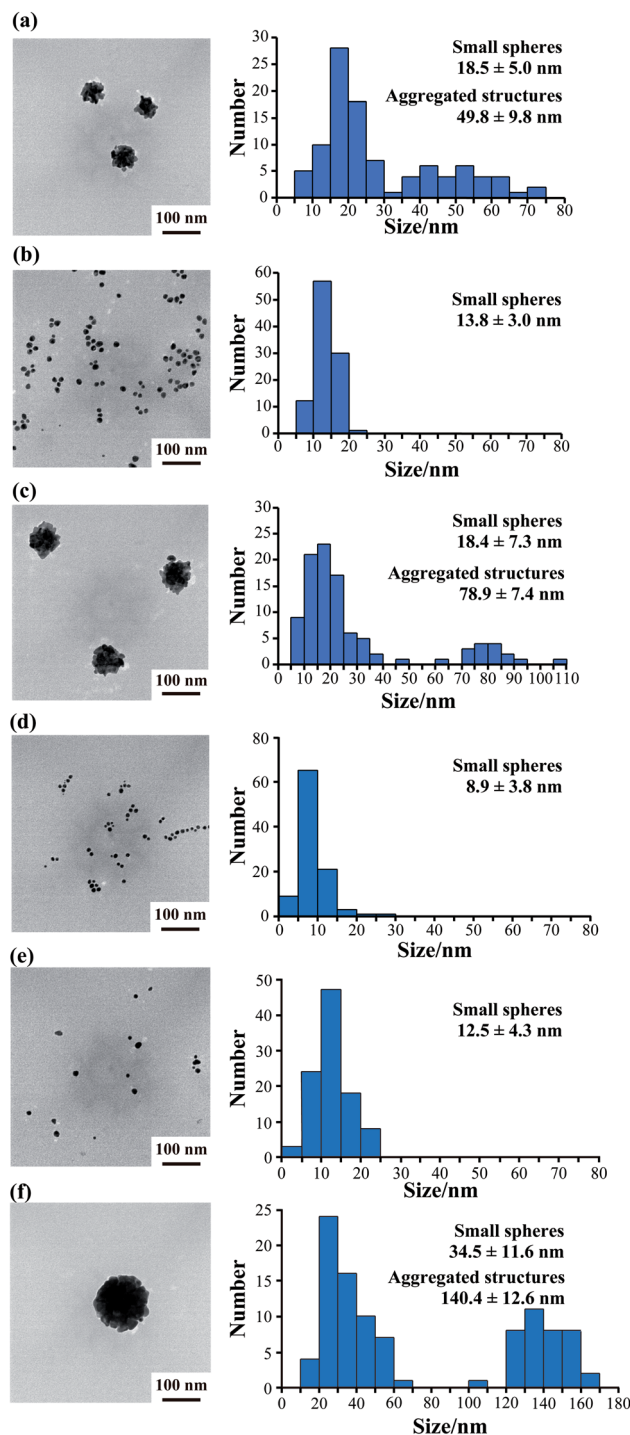 (a)
30
25
20
15
10
5
0
Number
Small spheres
18.5 ± 5.0 nm
Aggregated structures
49.8 ± 9.8 nm
0 10 20 30 40 50 60 70 80
Size/nm
100 nm
(b)
60
50
40
30
20
10
0
Number
Small spheres
13.8 ± 3.0 nm
0 10 20 30 40 50 60 70 80
Size/nm
100 nm
(c)
30
25
20
15
10
5
0
Number
Small spheres
18.4 ± 7.3 nm
Aggregated structures
78.9 ± 7.4 nm
0 10 20 30 40 50 60 70 80 90 100 110
Size/nm
100 nm
(d)
80
60
40
20
0
Number
Small spheres
8.9 ± 3.8 nm
0 10 20 30 40 50 60 70 80
Size/nm
100 nm
(e)
50
40
30
20
10
0
Number
Small spheres
12.5 ± 4.3 nm
0 10 20 30 40 50 60 70 80
Size/nm
100 nm
(f)
25
20
15
10
5
0
Number
Small spheres
34.5 ± 11.6 nm
Aggregated structures
140.4 ± 12.6 nm
20 40 60 80 100 120 140 160 180
Size/nm
100 nm